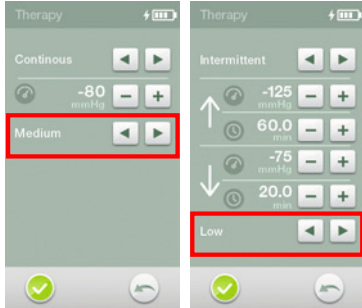 Therapy
Continous
-80
mmHg
Medium
Therapy
Intermittent
-125
mmHg
60.0
min
-75
mmHg
20.0
min
Low